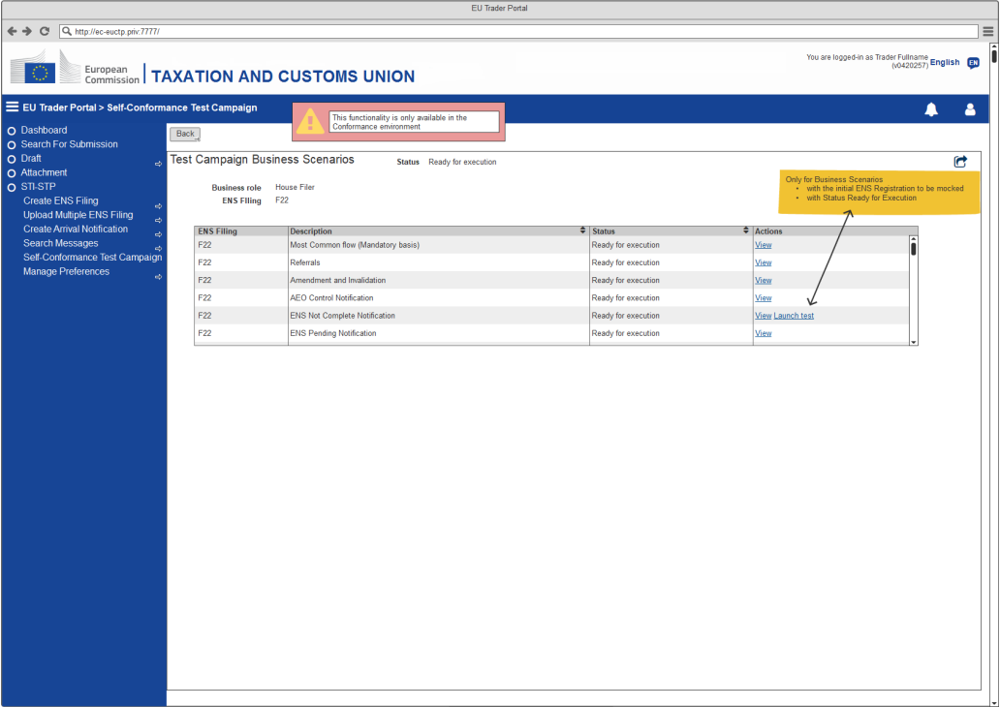 EU Trader Portal
http://ec-euctp.priv:7777/
European
Commission
TAXATION AND CUSTOMS UNION
You are logged-in as Trader Fullname
(v0420257)
English
EN
EU Trader Portal > Self-Conformance Test Campaign
This functionality is only available in the
Conformance environment
Dashboard
Search For Submission
Draft
Attachment
STI-STP
Create ENS Filing
Upload Multiple ENS Filing
Create Arrival Notification
Search Messages
Self-Conformance Test Campaign
Manage Preferences
Back
Test Campaign Business Scenarios
Status Ready for execution
Business role House Filer
ENS FIling F22
Only for Business Scenarios
• with the initial ENS Registration to be mocked
• with Status Ready for Execution
ENS Filing Description Status Actions
F22 Most Common flow (Mandatory basis) Ready for execution View
F22 Referrals Ready for execution View
F22 Amendment and Invalidation Ready for execution View
F22 AEO Control Notification Ready for execution View
F22 ENS Not Complete Notification Ready for execution View Launch test
F22 ENS Pending Notification Ready for execution View